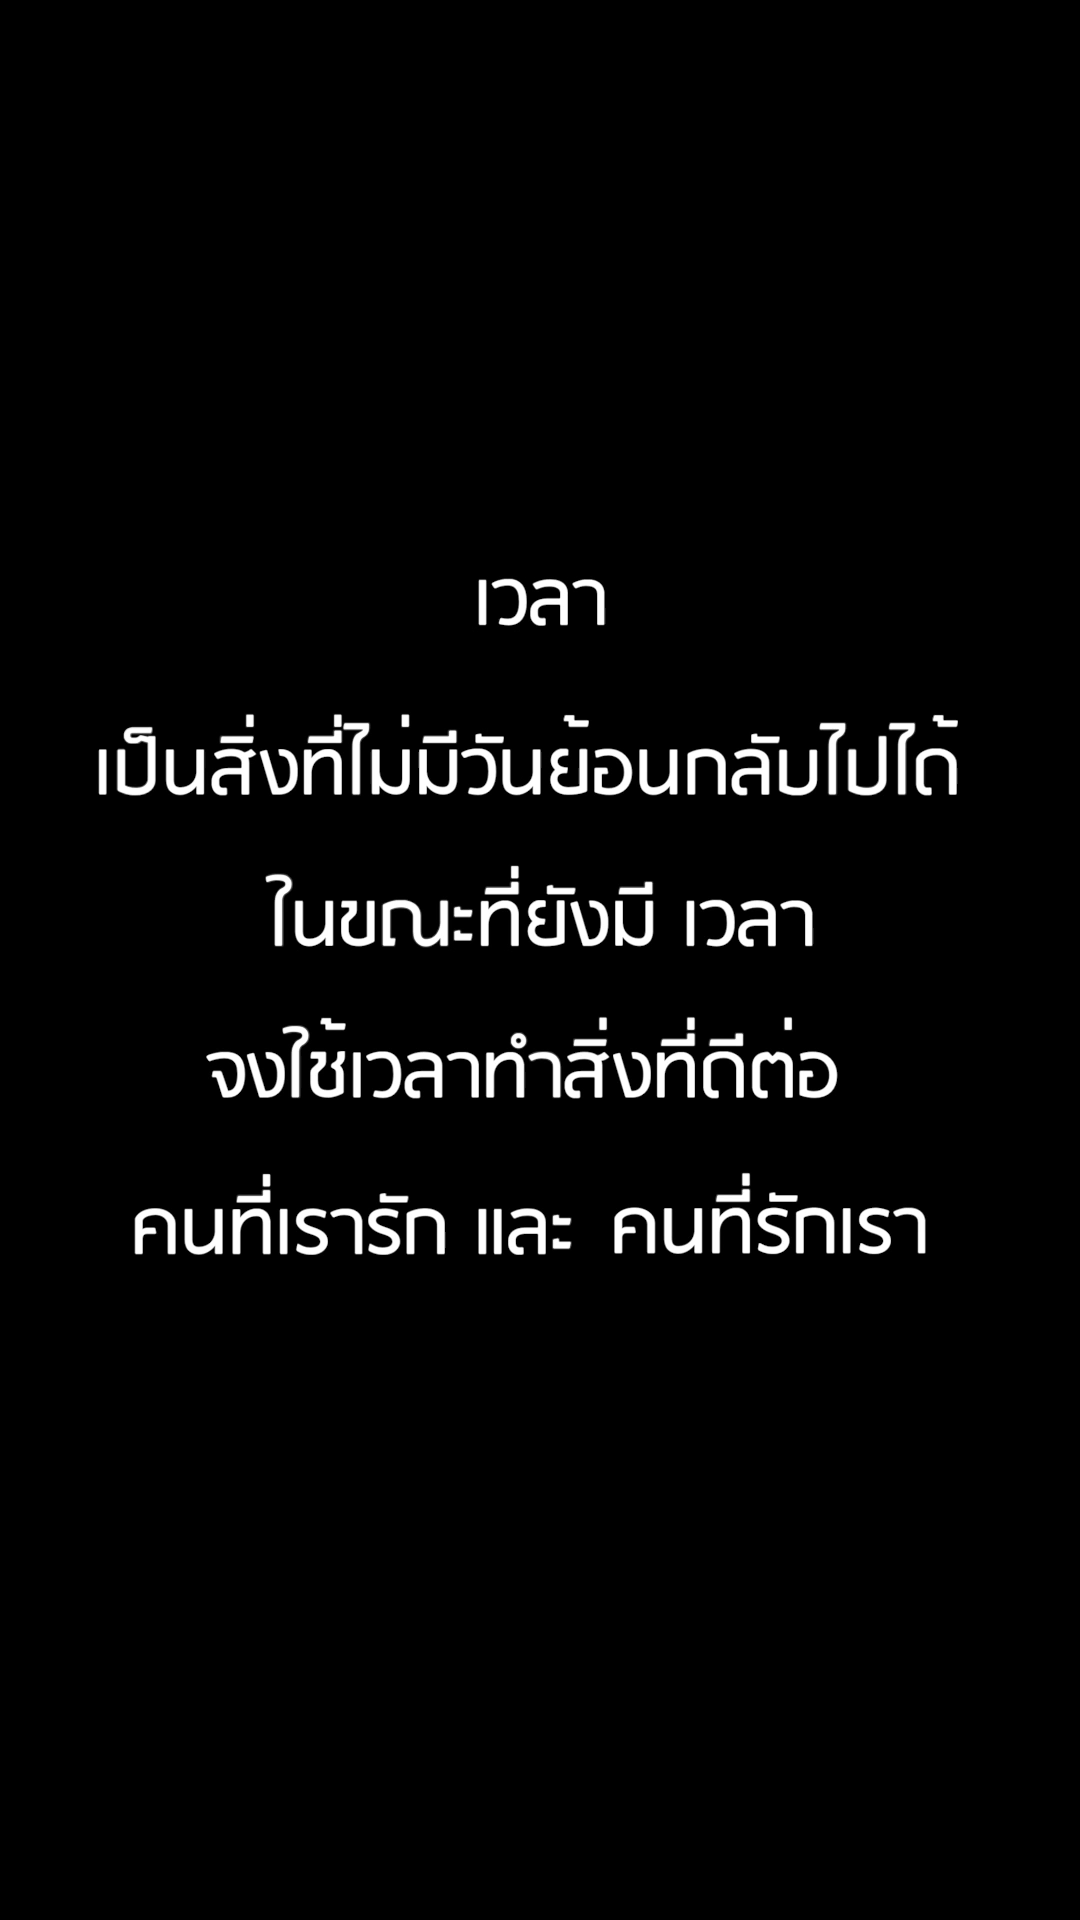 เวลา
เป็นสิ่งที่ไม่มีวันย้อนกลับไปได้
ในขณะที่ยังมี เวลา
จงใช้เวลาทำสิ่งที่ดีต่อ
คนที่เรารัก และ คนที่รักเรา